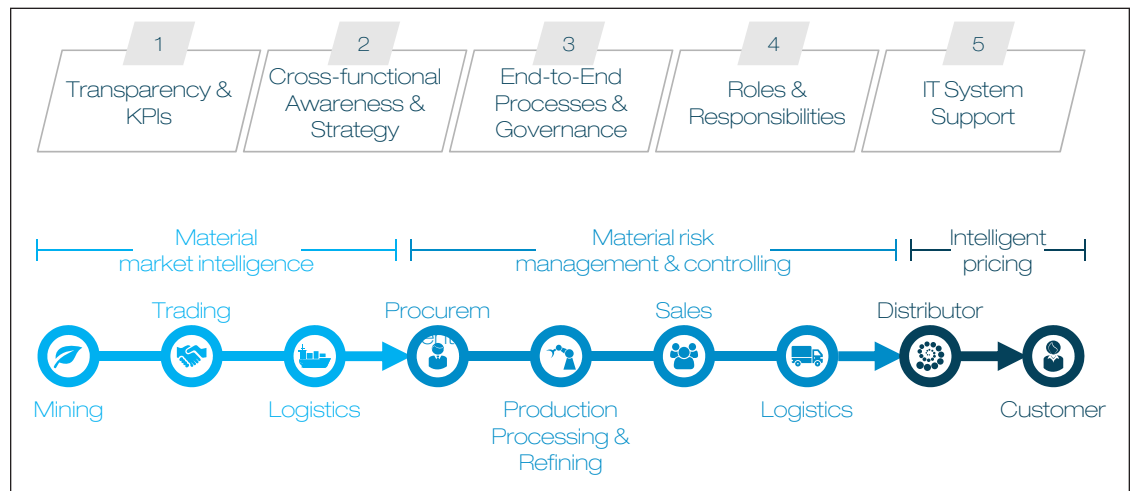 1
Transparency &
KPIs
2
Cross-functional
Awareness &
Strategy
3
End-to-End
Processes &
Governance
4
Roles &
Responsibilities
5
IT System
Support
Material
market intelligence
Material risk
management & controlling
Intelligent
pricing
Trading
Procurem
ent
Sales
Distributor
Mining
Logistics
Production
Processing &
Refining
Logistics
Customer